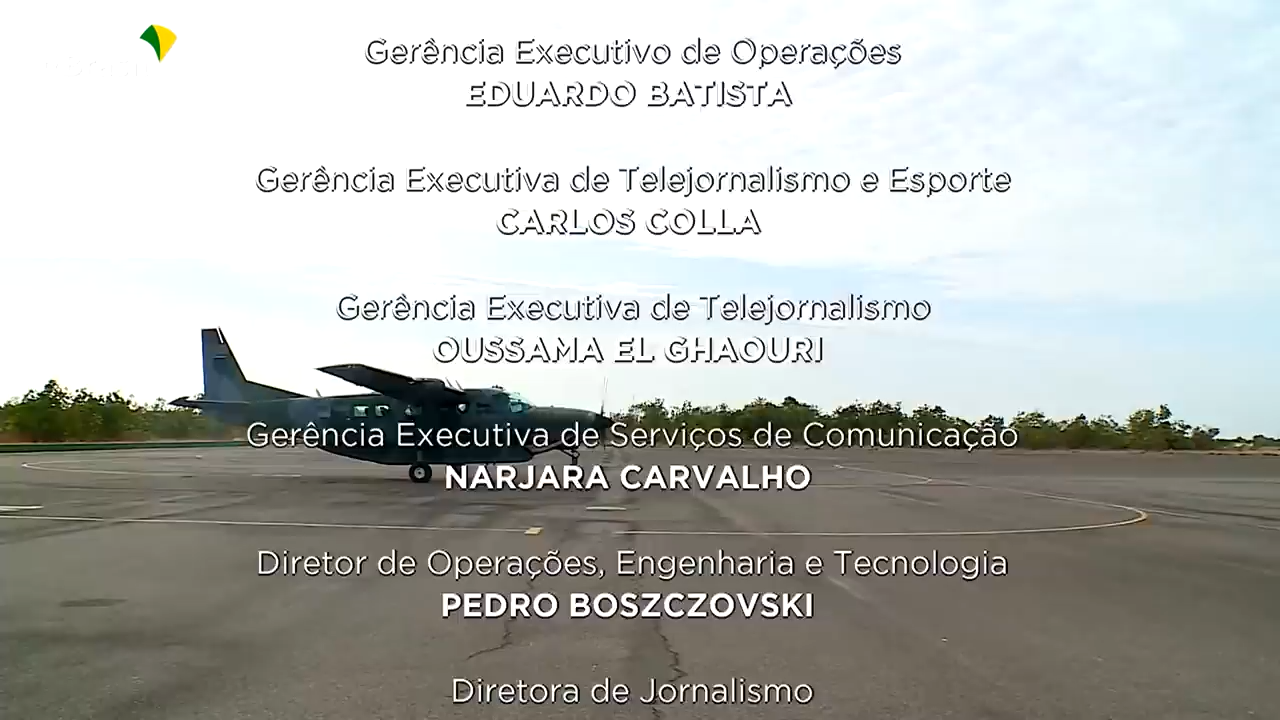 Gerência Executivo de Operações
EDUARDO BATISTA
Gerência Executiva de Telejornalismo e Esporte
CARLOS COLLA
Gerência Executiva de Telejornalismo
OUSSAMA EL GHAOURI
Gerência Executiva de Serviços de Comunicação
NARJARA CARVALHO
Diretor de Operações, Engenharia e Tecnologia
PEDRO BOSZCZOVSKI
Diretora de Jornalismo